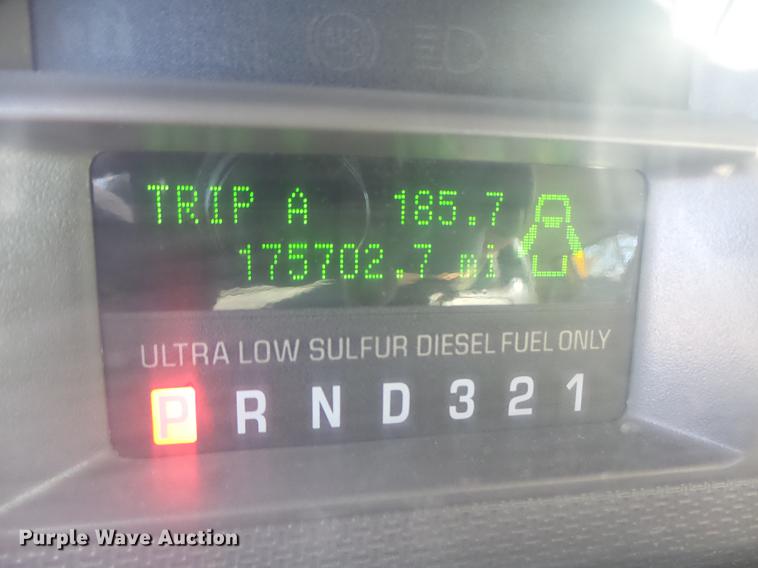 TRIP A 185.7
175702.7 mi
ULTRA LOW SULFUR DIESEL FUEL ONLY
P R N D 3 2 1
Purple Wave Auction